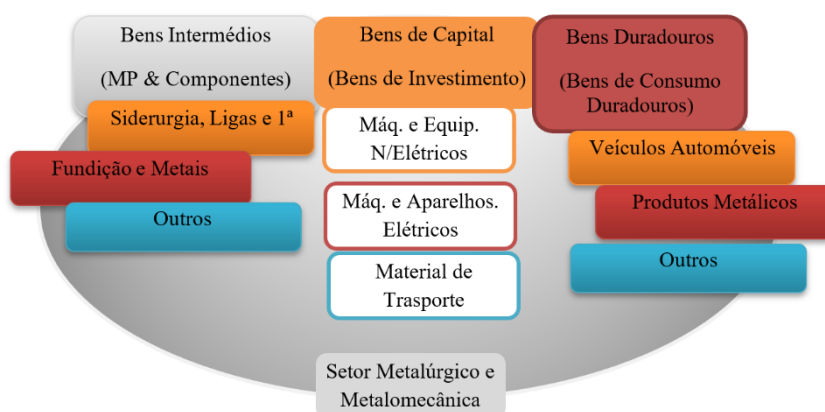 Bens Intermédios
(MP & Componentes)
Siderurgia, Ligas e 1ª
Fundição e Metais
Outros
Bens de Capital
(Bens de Investimento)
Máq. e Equip.
N/Elétricos
Máq. e Aparelhos.
Elétricos
Material de
Trasporte
Bens Duradouros
(Bens de Consumo
Duradouros)
Veículos Automóveis
Produtos Metálicos
Outros
Setor Metalúrgico e
Metalomecânica